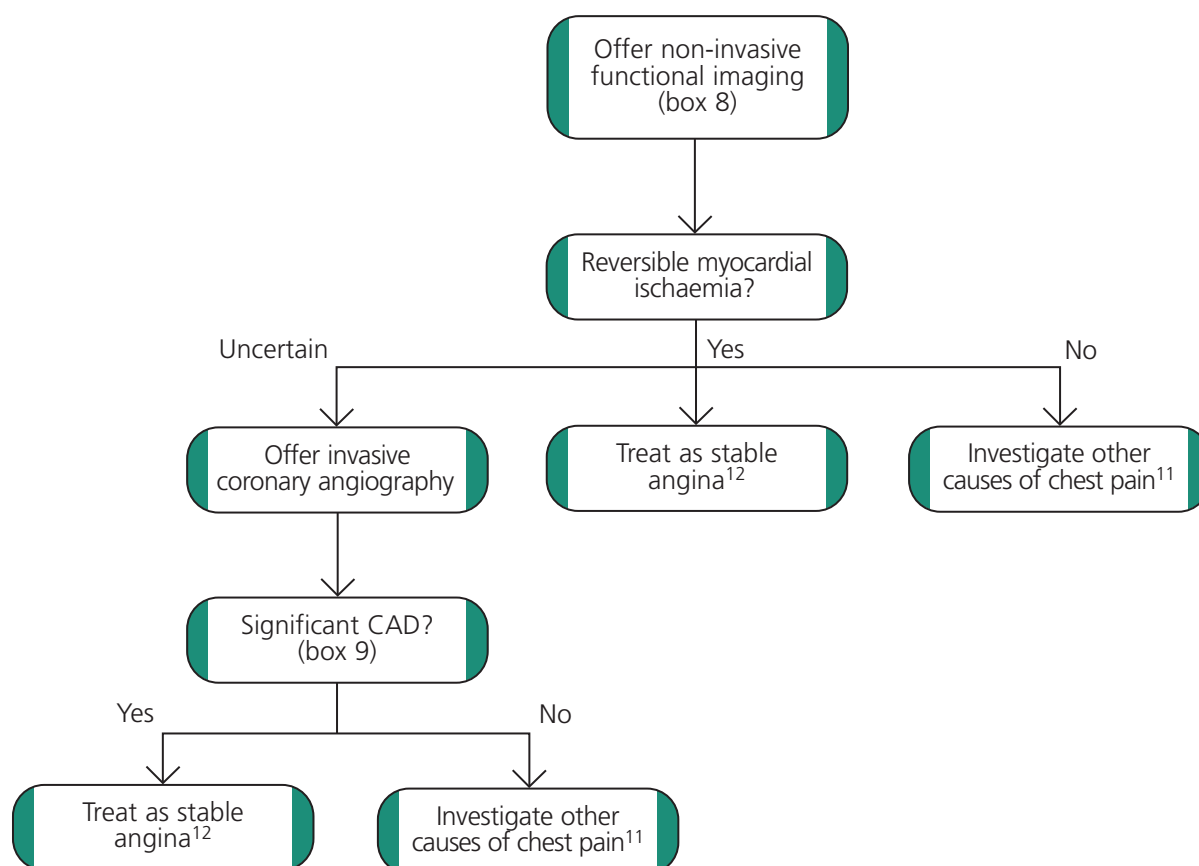 Offer non-invasive
functional imaging
(box 8)
Reversible myocardial
ischaemia?
Uncertain
Yes
No
Offer invasive
coronary angiography
Treat as stable
angina12
Investigate other
causes of chest pain11
Significant CAD?
(box 9)
Yes
No
Treat as stable
angina12
Investigate other
causes of chest pain11